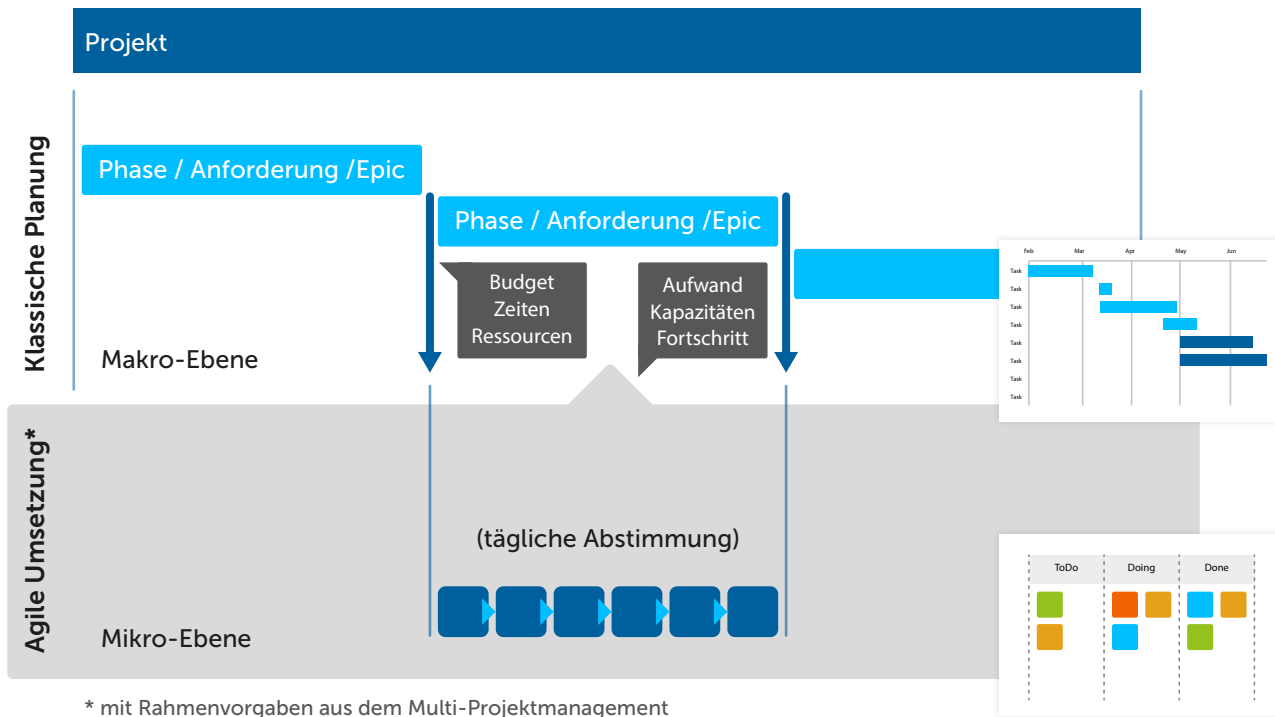 Projekt
Klassische Planung
Phase / Anforderung /Epic
Phase / Anforderung /Epic
Budget
Zeiten
Ressourcen
Aufwand
Kapazitäten
Fortschritt
Makro-Ebene
Feb Mar Apr May Jun
Task
Task
Task
Task
Task
Task
Task
Task
Agile Umsetzung*
(tägliche Abstimmung)
Mikro-Ebene
ToDo Doing Done
* mit Rahmenvorgaben aus dem Multi-Projektmanagement